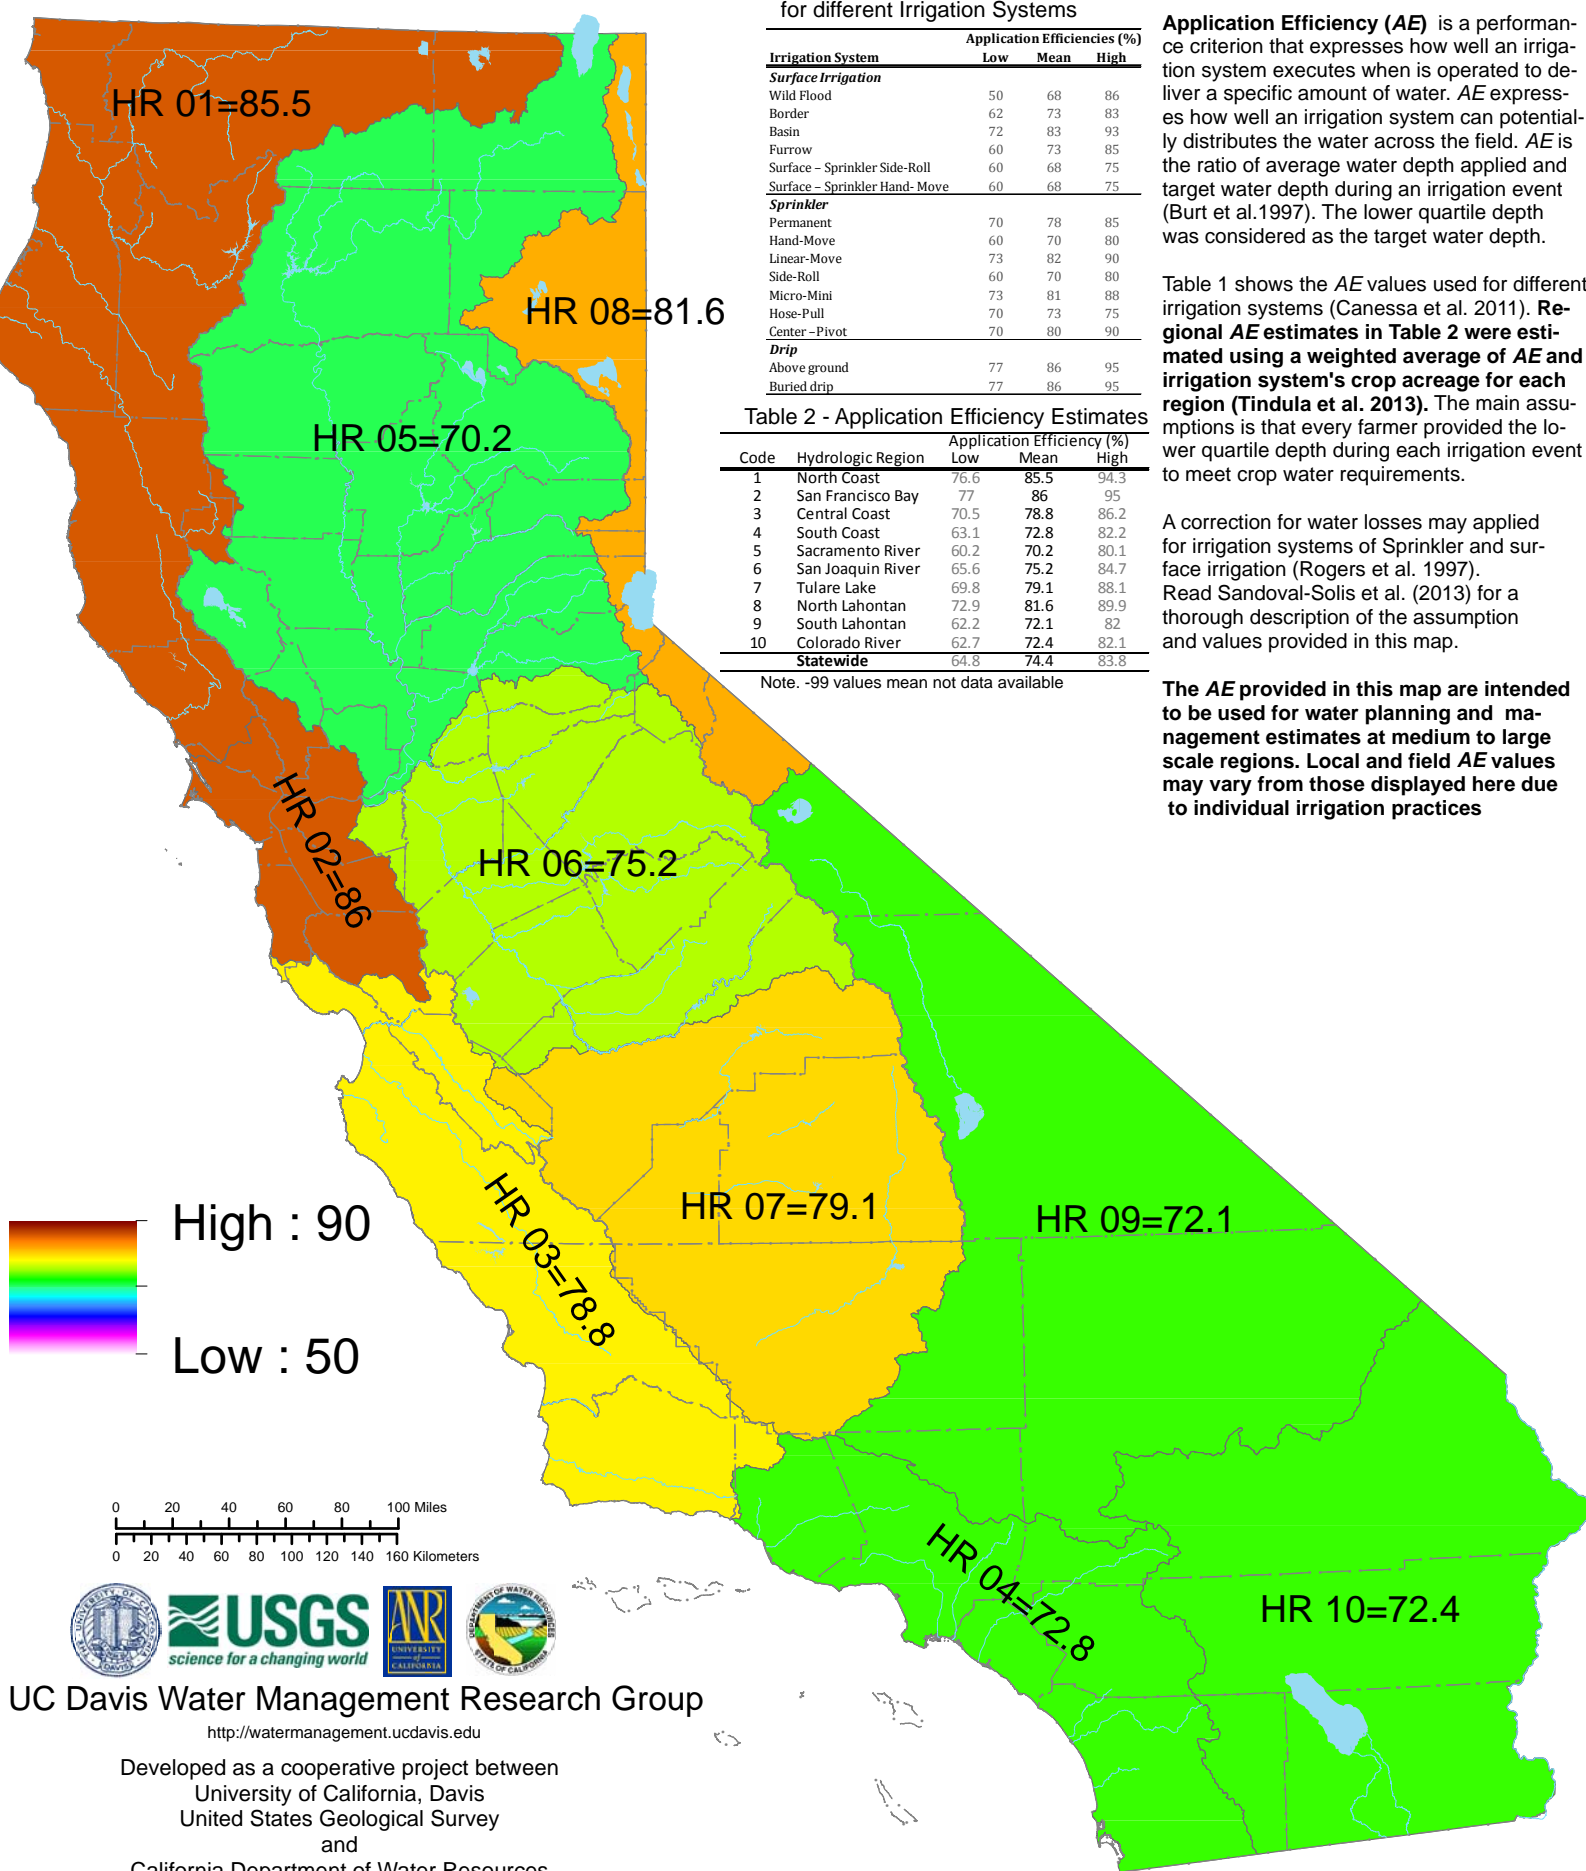 for different Irrigation Systems
Application Efficiencies (%)
Irrigation System Low Mean High
Surface Irrigation
Wild Flood 50 68 86
Border 62 73 83
Basin 72 83 93
Furrow 60 73 85
Surface – Sprinkler Side-Roll 60 68 75
Surface – Sprinkler Hand- Move 60 68 75
Sprinkler
Permanent 70 78 85
Hand-Move 60 70 80
Linear-Move 73 82 90
Side-Roll 60 70 80
Micro-Mini 73 81 88
Hose-Pull 70 73 75
Center –Pivot 70 80 90
Drip
Above ground 77 86 95
Buried drip 77 86 95
Table 2 - Application Efficiency Estimates
Application Efficiency (%)
Code Hydrologic Region Low Mean High
1 North Coast 76.6 85.5 94.3
2 San Francisco Bay 77 86 95
3 Central Coast 70.5 78.8 86.2
4 South Coast 63.1 72.8 82.2
5 Sacramento River 60.2 70.2 80.1
6 San Joaquin River 65.6 75.2 84.7
7 Tulare Lake 69.8 79.1 88.1
8 North Lahontan 72.9 81.6 89.9
9 South Lahontan 62.2 72.1 82
10 Colorado River 62.7 72.4 82.1
Statewide 64.8 74.4 83.8
Note. -99 values mean not data available
Application Efficiency (AE) is a performan-
ce criterion that expresses how well an irriga-
tion system executes when is operated to de-
liver a specific amount of water. AE express-
es how well an irrigation system can potential-
ly distributes the water across the field. AE is
the ratio of average water depth applied and
target water depth during an irrigation event
(Burt et al.1997). The lower quartile depth
was considered as the target water depth.
Table 1 shows the AE values used for different
irrigation systems (Canessa et al. 2011). Re-
gional AE estimates in Table 2 were esti-
mated using a weighted average of AE and
irrigation system's crop acreage for each
region (Tindula et al. 2013). The main assu-
mptions is that every farmer provided the lo-
wer quartile depth during each irrigation event
to meet crop water requirements.
A correction for water losses may applied
for irrigation systems of Sprinkler and sur-
face irrigation (Rogers et al. 1997).
Read Sandoval-Solis et al. (2013) for a
thorough description of the assumption
and values provided in this map.
The AE provided in this map are intended
to be used for water planning and ma-
nagement estimates at medium to large
scale regions. Local and field AE values
may vary from those displayed here due
to individual irrigation practices
HR 01=85.5
HR 08=81.6
HR 05=70.2
HR 02=86
HR 06=75.2
HR 03=78.8
HR 07=79.1
HR 09=72.1
HR 04=72.8
HR 10=72.4
High : 90
Low : 50
0 20 40 60 80 100 Miles
0 20 40 60 80 100 120 140 160 Kilometers
USGS
science for a changing world
ANR
UNIVERSITY
of
CALIFORNIA
DEPARTMENT OF WATER RESOURCES
STATE OF CALIFORNIA
UC Davis Water Management Research Group
http://watermanagement.ucdavis.edu
Developed as a cooperative project between
University of California, Davis
United States Geological Survey
and
California Department of Water Resources